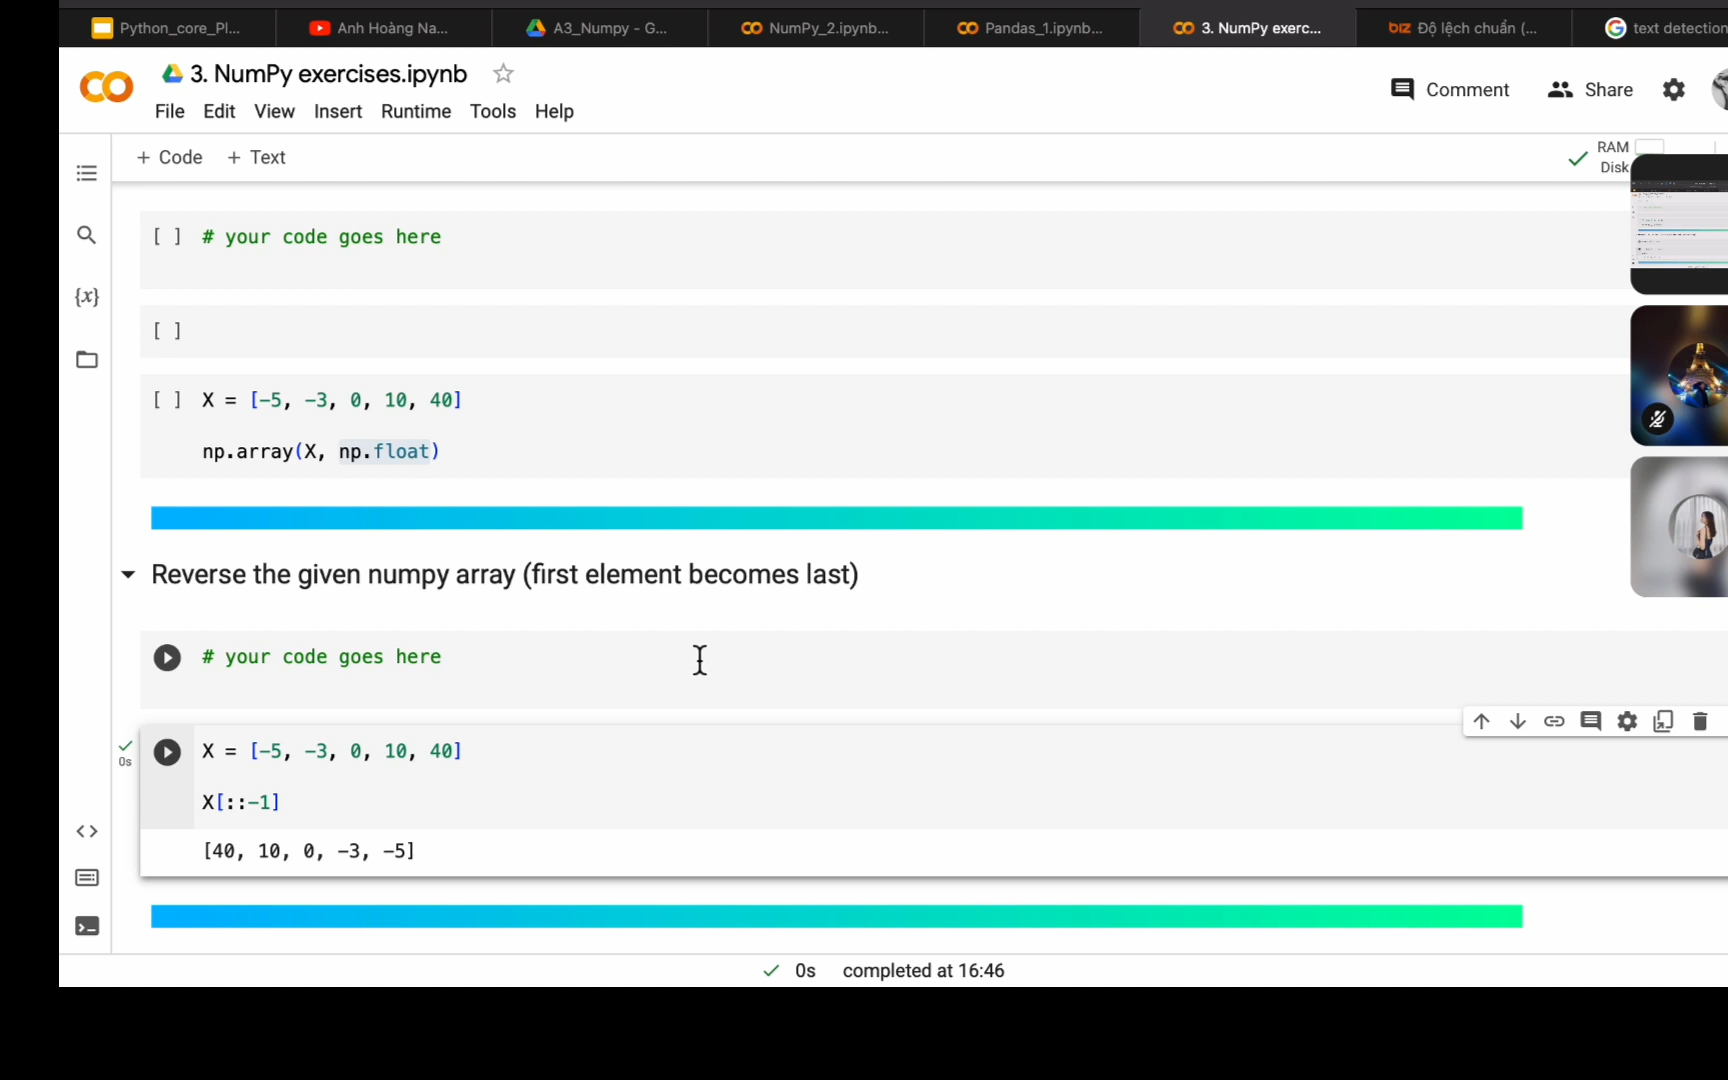 Python_core_Pl...
Anh Hoàng Na...
A3_Numpy - G...
NumPy_2.ipynb...
Pandas_1.ipynb...
3. NumPy exerc...
BIZ Độ lệch chuẩn (...
text detection
3. NumPy exercises.ipynb
Comment
Share
File Edit View Insert Runtime Tools Help
+ Code + Text
RAM
Disk
[ ] # your code goes here
{x}
[ ]
[ ] X = [-5, -3, 0, 10, 40]
np.array(X, np.float)
Reverse the given numpy array (first element becomes last)
# your code goes here
0s
X = [-5, -3, 0, 10, 40]
X[::-1]
[40, 10, 0, -3, -5]
0s completed at 16:46